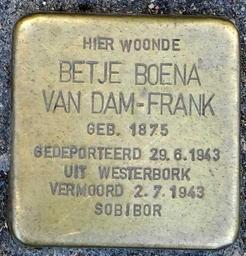 HIER WOONDE
BETJE BOENA
VAN DAM-FRANK
GEB. 1875
GEDEPORTEERD 29.6.1943
UIT WESTERBORK
VERMOORD 2.7.1943
SOBIBOR